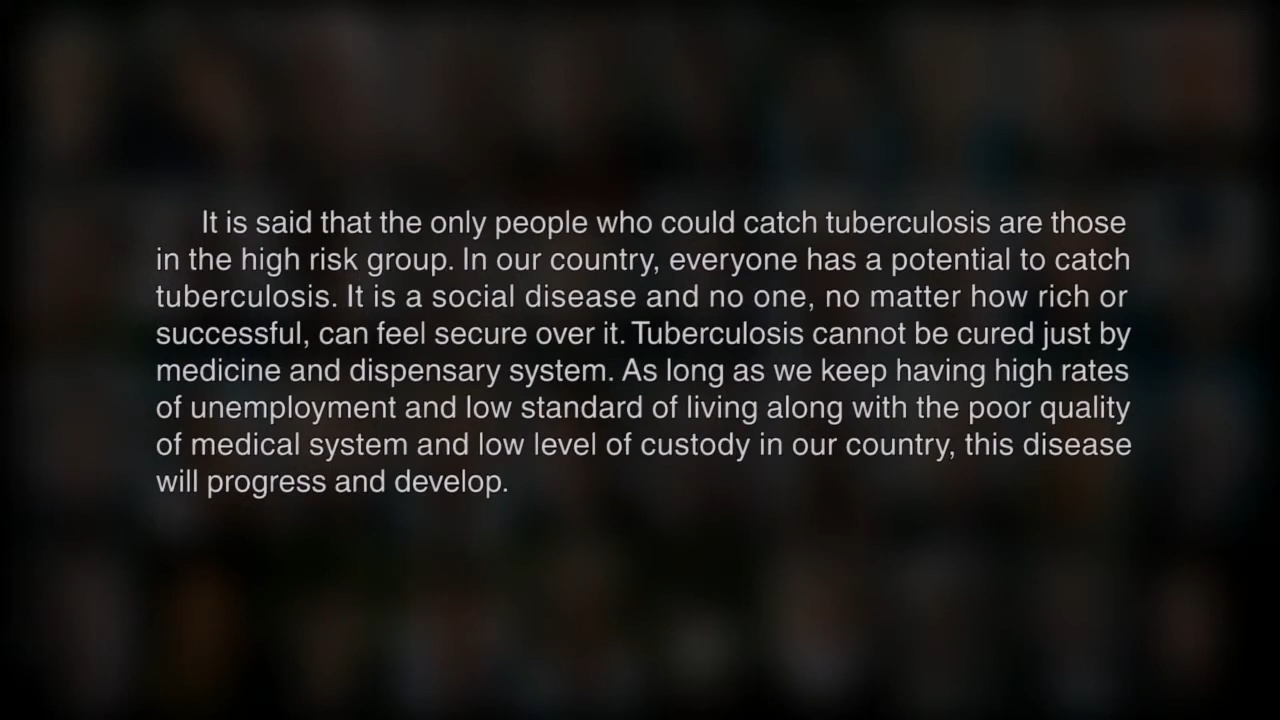 It is said that the only people who could catch tuberculosis are those
in the high risk group. In our country, everyone has a potential to catch
tuberculosis. It is a social disease and no one, no matter how rich or
successful, can feel secure over it. Tuberculosis cannot be cured just by
medicine and dispensary system. As long as we keep having high rates
of unemployment and low standard of living along with the poor quality
of medical system and low level of custody in our country, this disease
will progress and develop.